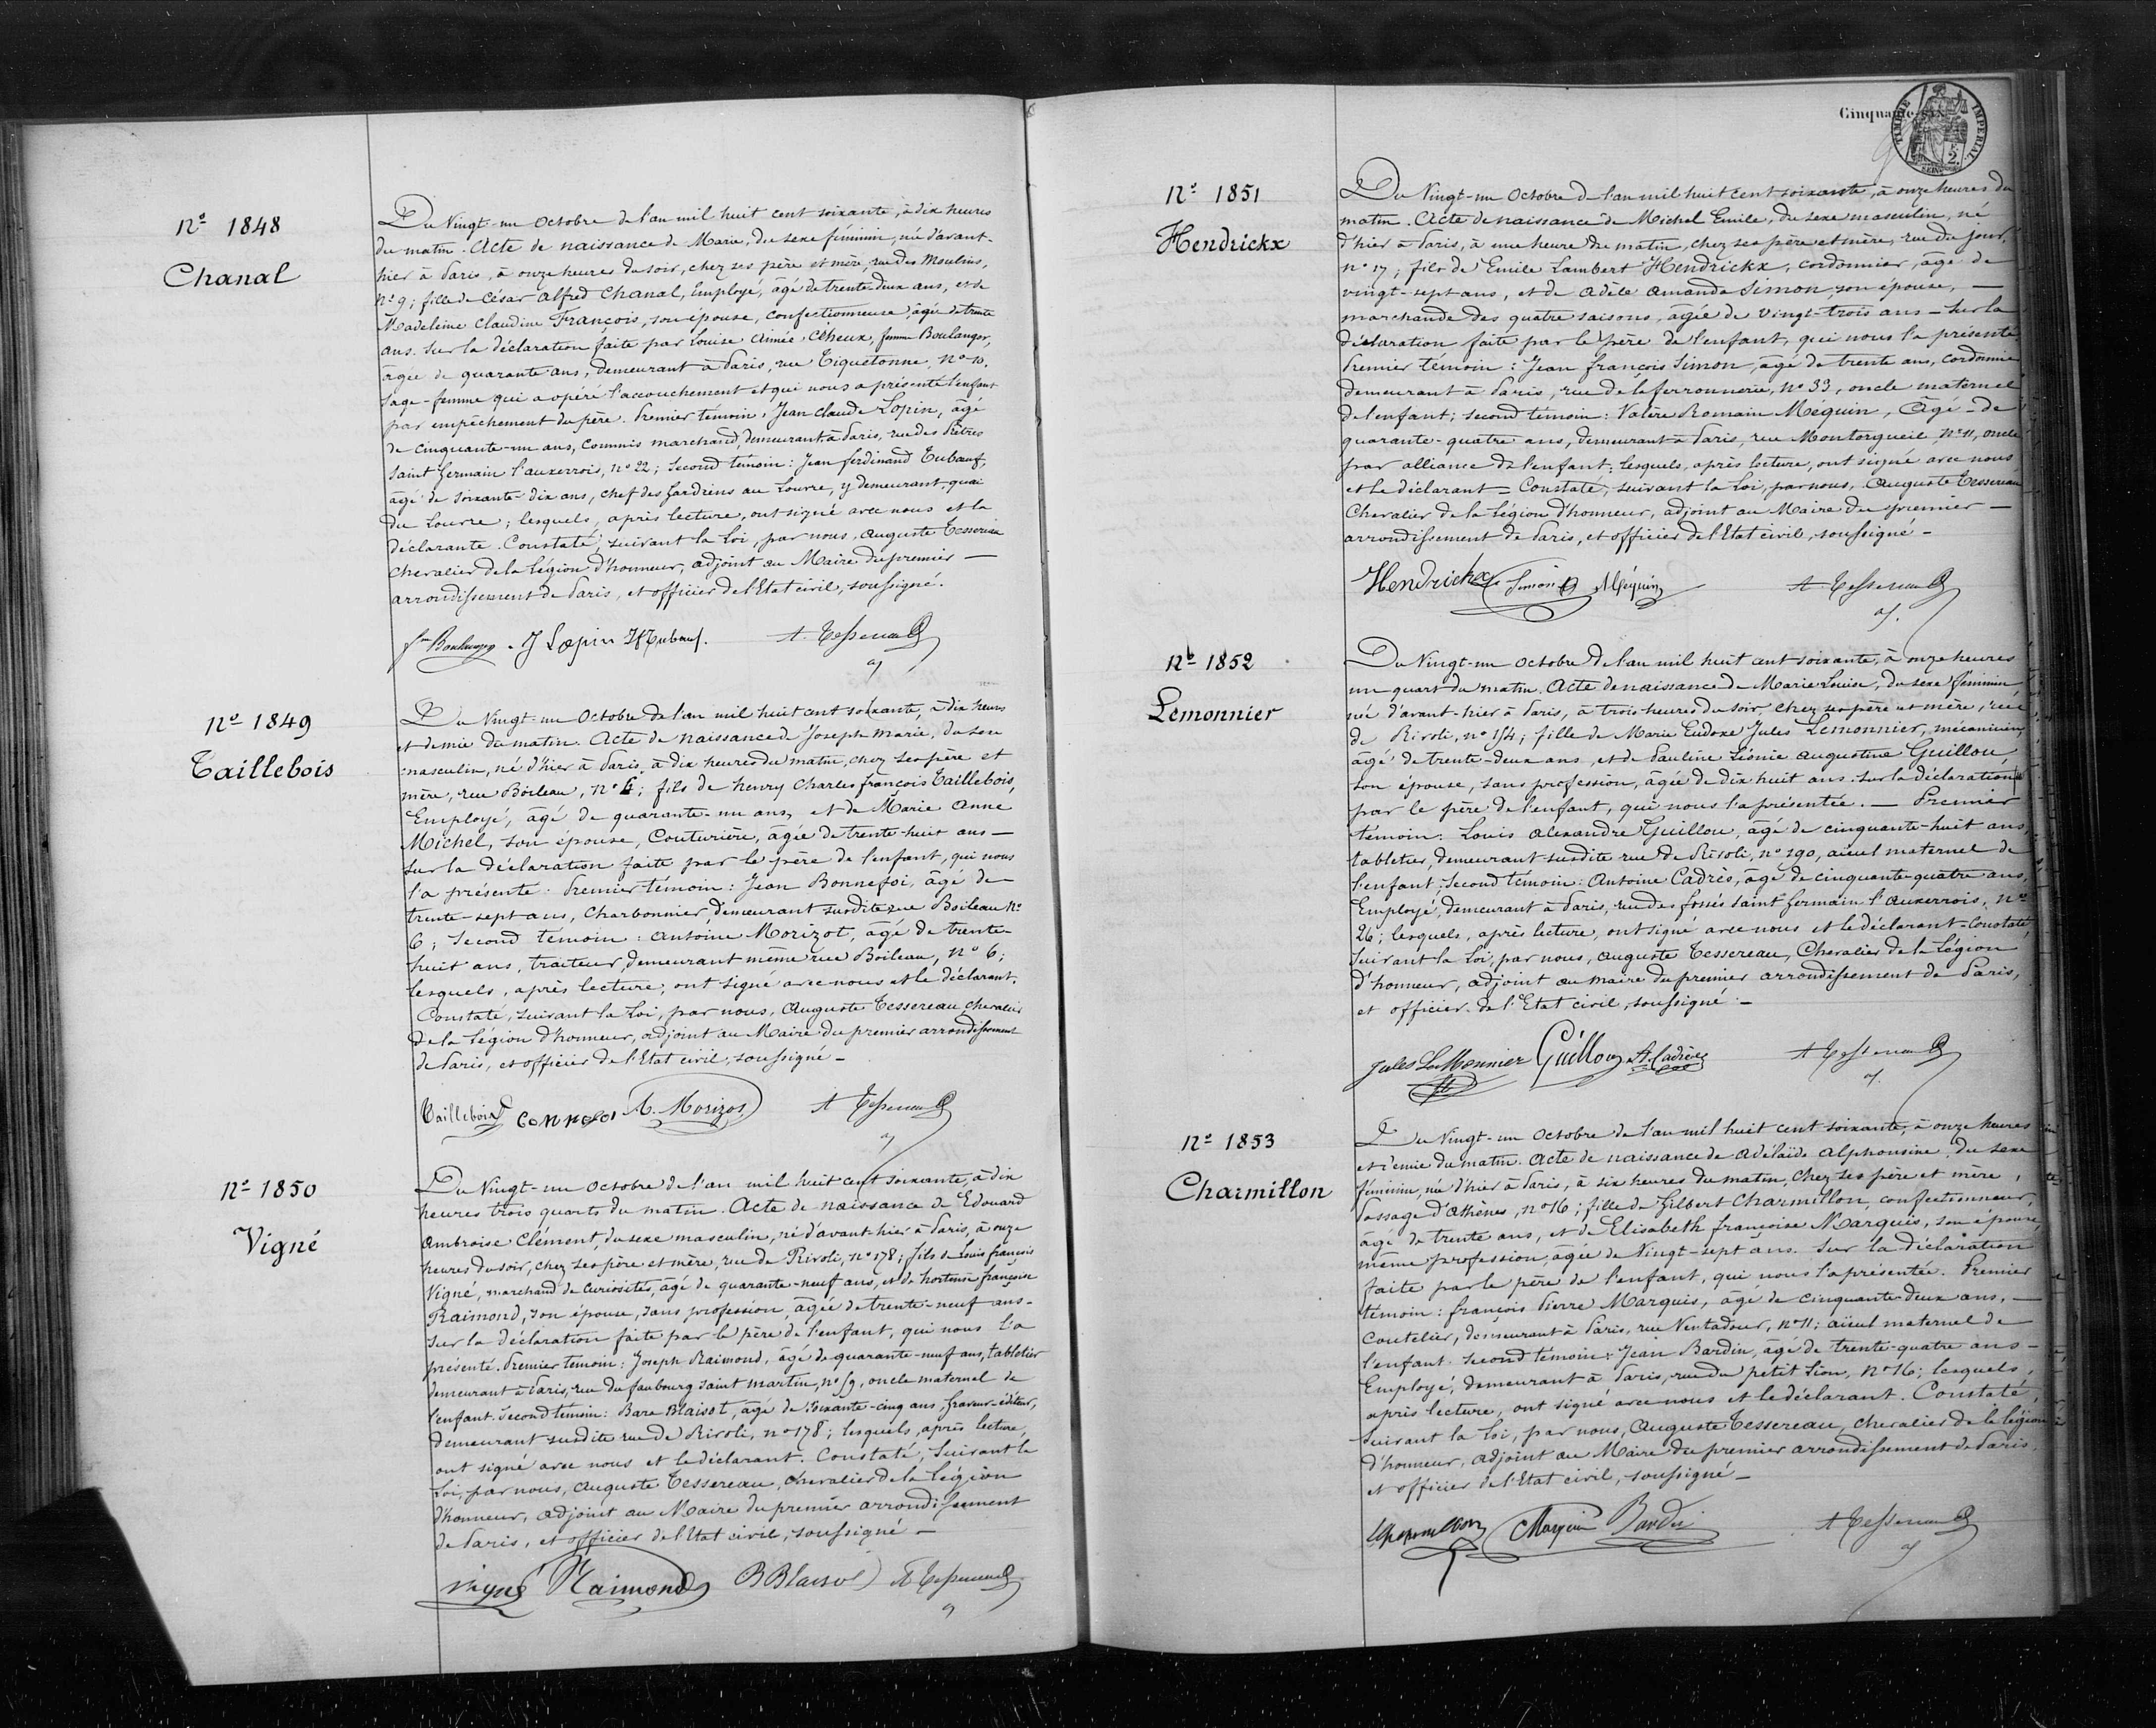 Nº 1848
Chanal
Du Vingt-un Octobre de l'an mil huit cent soixante, à dix heures
du matin. Acte de naissance de Marie, du sexe féminin, née d'avant-
hier à Paris, à onze heures du soir, chez ses père et mère, rue des Moulins,
nº 9; fille de César Alfred Chanal, Employé, âgé de trente-deux ans, et de
Madeleine Claudine François, son épouse, confectionneuse, âgée de trente
ans. Sur la déclaration faite par Louise Aimée Cheux, femme Boulanger,
âgée de quarante ans, demeurant à Paris, rue Tiquetonne, nº 10,
sage-femme qui a opéré l'accouchement et qui nous a présenté l'enfant
par empêchement du père. Premier témoin: Jean Claude Lopin, âgé
de cinquante-un ans, Commis marchand, demeurant à Paris, rue des Prêtres
Saint Germain l'auxerrois, nº 22; Second témoin: Jean ferdinand Tubœuf,
âgé de soixante-dix ans, chef des Gardiens au Louvre, y demeurant, quai
du Louvre; lesquels, après lecture, ont signé avec nous et la
déclarante. Constaté, suivant la Loi, par nous, Auguste Tessereau
Chevalier de la Légion d'honneur, adjoint au Maire du premier —
arrondissement de Paris, et officier de l'Etat civil, soussigné.
fme Boulanger J Lopin Tubœuf. A. Tessereau
Nº 1849
Taillebois
Du Vingt-un Octobre de l'an mil huit cent soixante, à dix heures
et demie du matin. Acte de naissance de Joseph Marie, du sexe
masculin, né d'hier à Paris, à dix heures du matin, chez ses père et
mère, rue Boileau, nº 6; fils de henry Charles françois Taillebois,
Employé, âgé de quarante-un ans, et de Marie Anne
Michel, son épouse, Couturière, âgée de trente-huit ans —
Sur la déclaration faite par le père de l'enfant, qui nous
l'a présenté. Premier témoin: Jean Bonnefoi, âgé de
trente-sept ans, Charbonnier, demeurant susdite rue Boileau nº
6; Second témoin: Antoine Morizot, âgé de trente-
huit ans, traiteur, demeurant même rue Boileau, nº 6;
lesquels, après lecture, ont signé avec nous et le déclarant.
Constaté, suivant la Loi, par nous, Auguste Tessereau, Chevalier
de la Légion d'honneur, adjoint au Maire du premier arrondissement
de Paris, et officier de l'Etat civil, soussigné —
Taillebois A. Morizot A Tessereau
Nº 1850
Vigné
Du Vingt-un Octobre de l'an mil huit cent soixante, à dix
heures trois quarts du matin. Acte de naissance de Edouard
Ambroise Clément, du sexe masculin, né d'avant-hier à Paris, à onze
heures du soir, chez ses père et mère, rue de Rivoli, nº 178; fils de Louis françois
Vigné, marchand de Curiosités, âgé de quarante-neuf ans, et de hortense françoise
Raimond, son épouse, sans profession, âgée de trente-neuf ans —
Sur la déclaration faite par le père de l'enfant, qui nous l'a
présenté. Premier témoin: Joseph Raimond, âgé de quarante-neuf ans, tabletier
demeurant à Paris, rue du faubourg Saint Martin, nº 59, oncle maternel de
l'enfant. Second témoin: Bare Blaisot, âgé de soixante-cinq ans, graveur-éditeur,
demeurant susdite rue de Rivoli, nº 178; lesquels, après lecture,
ont signé avec nous et le déclarant. Constaté, suivant la
Loi, par nous, Auguste Tessereau, Chevalier de la Légion
d'honneur, adjoint au Maire du premier arrondissement
de Paris, et officier de l'Etat civil, soussigné —
Vigné Raimond B Blaisot A Tessereau
Cinquante-six
TIMBRE IMPERIAL
2.
Nº 1851
Hendrickx
Du Vingt-un Octobre de l'an mil huit cent soixante, à onze heures du
matin. Acte de naissance de Michel Emile, du sexe masculin, né
d'hier à Paris, à une heure du matin, chez ses père et mère, rue du Jour,
nº 17; fils de Emile Lambert Hendrickx, cordonnier, âgé de
vingt-sept ans, et de Adèle Amanda Simon, son épouse, —
marchande des quatre saisons, âgée de vingt-trois ans — Sur la
déclaration faite par le père de l'enfant, qui nous l'a présenté.
Premier témoin: Jean françois Simon, âgé de trente ans, cordonnier
demeurant à Paris, rue de la ferronnerie, nº 33, oncle maternel
de l'enfant; second témoin: Valère Romain Méquin, âgé de
quarante-quatre ans, demeurant à Paris, rue Montorgueil nº 11, oncle
par alliance de l'enfant; lesquels, après lecture, ont signé avec nous
et le déclarant = Constaté, suivant la Loi, par nous, Auguste Tessereau
Chevalier de la Légion d'honneur, adjoint au Maire du premier —
arrondissement de Paris, et officier de l'Etat civil, soussigné —
Hendrickx Simon Méquin A Tessereau
Nº 1852
Lemonnier
Du Vingt-un Octobre de l'an mil huit cent soixante, à onze heures
un quart du matin. Acte de naissance de Marie Louise, du sexe féminin
née d'avant-hier à Paris, à trois heures du soir, chez ses père et mère, rue
de Rivoli, nº 154; fille de Marie Eudoxe Jules Lemonnier, mécanicien,
âgé de trente-deux ans, et de Pauline Léonie Augustine Guillou,
son épouse, sans profession, âgée de dix huit ans. Sur la déclaration
par le père de l'enfant, qui nous l'a présentée. — Premier
témoin: Louis Alexandre Guillou, âgé de cinquante-huit ans,
tabletier, demeurant susdite rue de Rivoli, nº 190, aïeul maternel de
l'enfant; Second témoin: Antoine Cadrès, âgé de cinquante-quatre ans,
Employé, demeurant à Paris, rue des fossés Saint Germain l'Auxerrois, nº
26; lesquels, après lecture, ont signé avec nous et le déclarant - Constaté,
suivant la Loi, par nous, Auguste Tessereau, Chevalier de la Légion
d'honneur, adjoint au maire du premier arrondissement de Paris,
et officier de l'Etat civil, soussigné —
Jules LeMonnier Guillou A. Cadrès A Tessereau
Nº 1853
Charmillon
Du Vingt-un Octobre de l'an mil huit cent soixante, à onze heures
et demie du matin. Acte de naissance de Adélaïde Alphonsine, du sexe
féminin, née d'hier à Paris, à six heures du matin, chez ses père et mère,
Passage d'Athènes, nº 16; fille de Gilbert Charmillon, confectionneur,
âgé de trente ans, et de Elisabeth françoise Marquis, son épouse,
même profession, âgée de Vingt-sept ans. Sur la déclaration
faite par le père de l'enfant, qui nous l'a présentée. Premier
témoin: françois Pierre Marquis, âgé de cinquante-deux ans, —
Coutelier, demeurant à Paris, rue Ventadour, nº 11; aïeul maternel de
l'enfant. Second témoin: Jean Bardin, âgé de trente-quatre ans —
Employé, demeurant à Paris, rue du petit Lion, nº 16; lesquels,
après lecture, ont signé avec nous et le déclarant. Constaté,
suivant la Loi, par nous, Auguste Tessereau, Chevalier de la légion
d'honneur, adjoint au Maire du premier arrondissement de Paris,
et officier de l'Etat civil, soussigné —
Charmillon Marquis Bardin A Tessereau